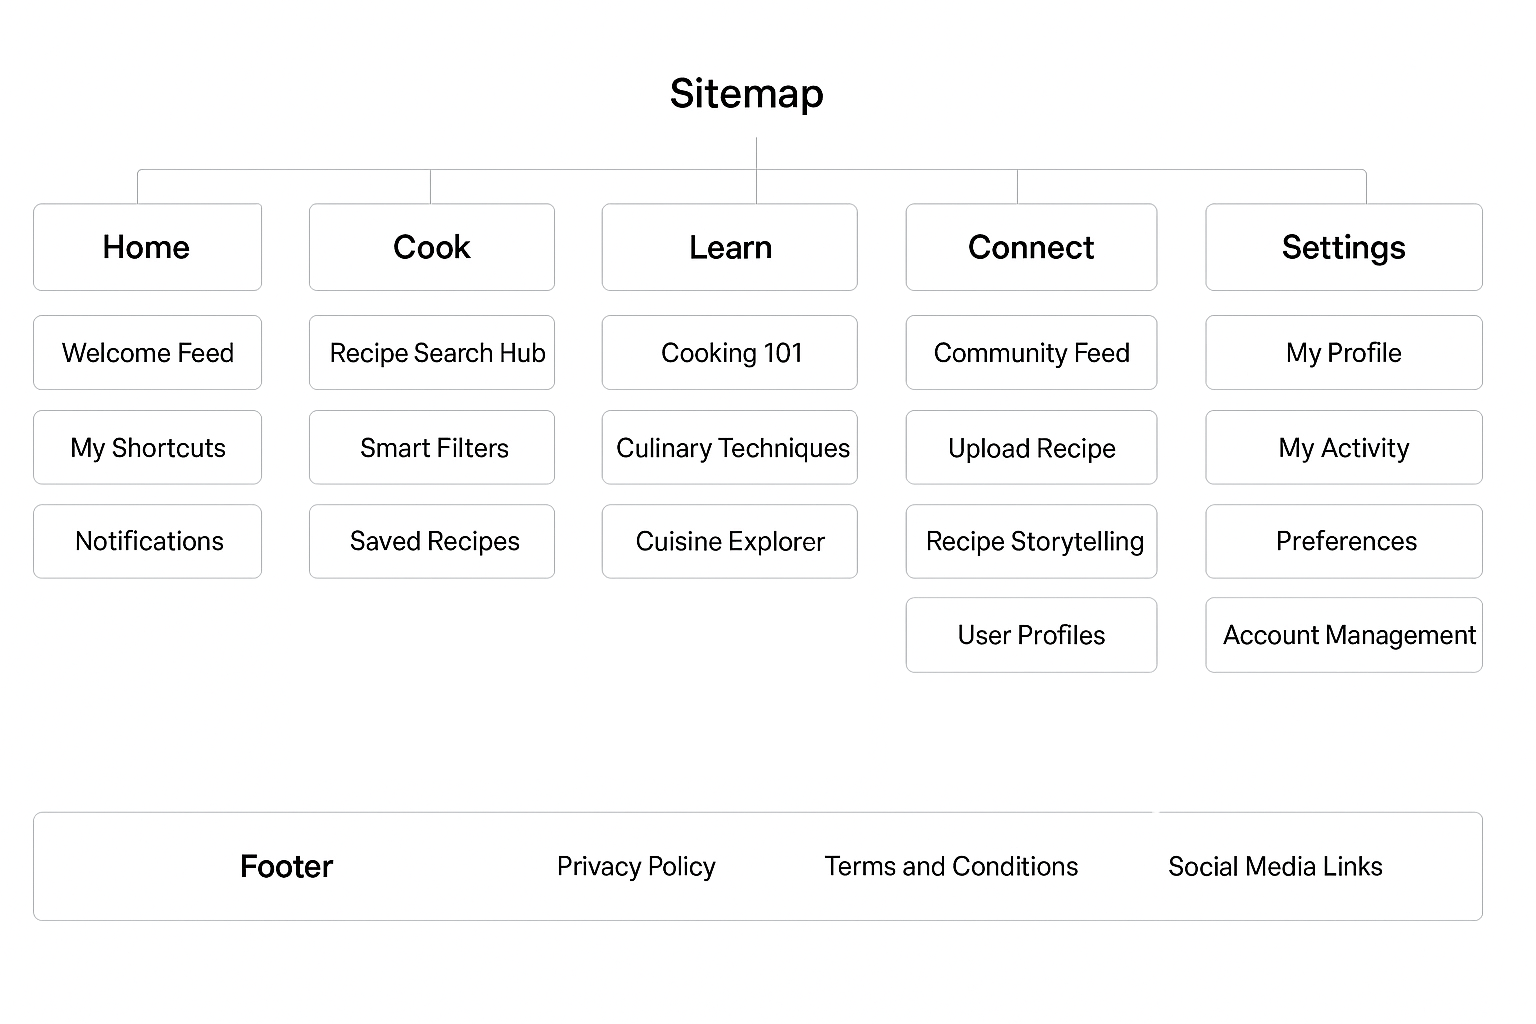 Sitemap
Home
Cook
Learn
Connect
Settings
Welcome Feed
Recipe Search Hub
Cooking 101
Community Feed
My Profile
My Shortcuts
Smart Filters
Culinary Techniques
Upload Recipe
My Activity
Notifications
Saved Recipes
Cuisine Explorer
Recipe Storytelling
Preferences
User Profiles
Account Management
Footer
Privacy Policy
Terms and Conditions
Social Media Links